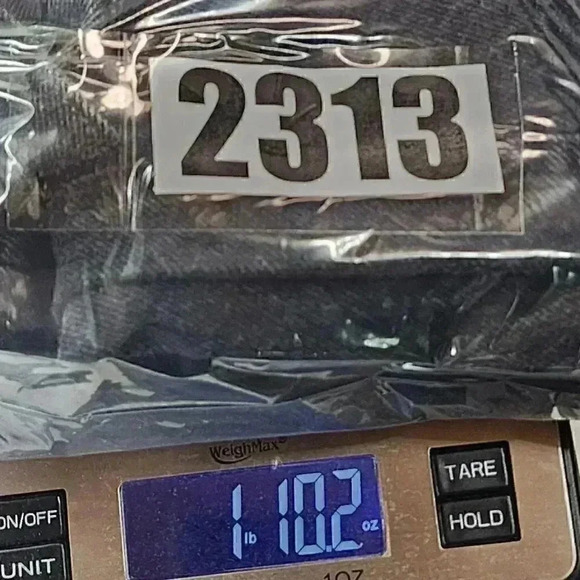 2313
WeighMax
1 lb 10.2 oz
TARE
HOLD
ON/OFF
UNIT